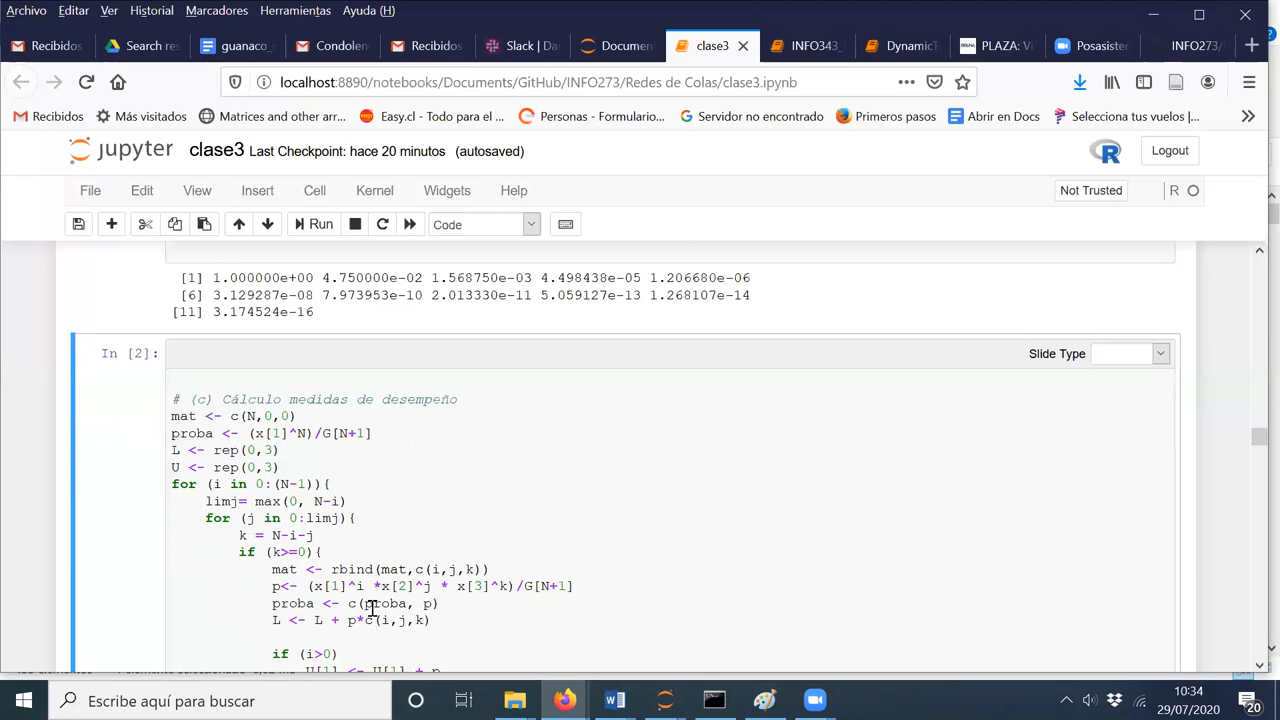 Archivo Editar Ver Historial Marcadores Herramientas Ayuda (H)
Recibidos Search res guanaco_ Condolen Recibidos Slack | Da Documen clase3 INFO343_ DynamicTa PLAZA: Vi Posasisten INFO273/
localhost:8890/notebooks/Documents/GitHub/INFO273/Redes de Colas/clase3.ipynb
Recibidos Más visitados Matrices and other arr... Easy.cl - Todo para el ... Personas - Formulario... Servidor no encontrado Primeros pasos Abrir en Docs Selecciona tus vuelos |...
jupyter clase3 Last Checkpoint: hace 20 minutos (autosaved) R Logout
File Edit View Insert Cell Kernel Widgets Help Not Trusted R
Run Code
[1] 1.000000e+00 4.750000e-02 1.568750e-03 4.498438e-05 1.206680e-06
[6] 3.129287e-08 7.973953e-10 2.013330e-11 5.059127e-13 1.268107e-14
[11] 3.174524e-16
In [2]: Slide Type
# (c) Cálculo medidas de desempeño
mat <- c(N,0,0)
proba <- (x[1]^N)/G[N+1]
L <- rep(0,3)
U <- rep(0,3)
for (i in 0:(N-1)){
limj= max(0, N-i)
for (j in 0:limj){
k = N-i-j
if (k>=0){
mat <- rbind(mat,c(i,j,k))
p<- (x[1]^i *x[2]^j * x[3]^k)/G[N+1]
proba <- c(proba, p)
L <- L + p*c(i,j,k)
if (i>0)
U[1] <- U[1] + p
Escribe aquí para buscar
10:34
29/07/2020
20